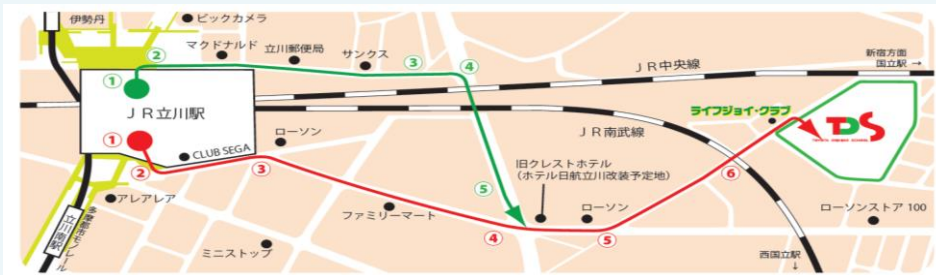 伊勢丹
ビックカメラ
マクドナルド
立川郵便局
サンクス
②
①
③
④
JR中央線
新宿方面
国立駅 →
JR立川駅
ライフジョイ・クラブ
TDS
①
ローソン
JR南武線
CLUB SEGA
②
③
⑥
旧クレストホテル
(ホテル日航立川改装予定地)
⑤
アレアレア
ファミリーマート
ローソン
ローソンストア 100
④
⑤
多摩都市モノレール
立川南駅
ミニストップ
西国立駅
↓